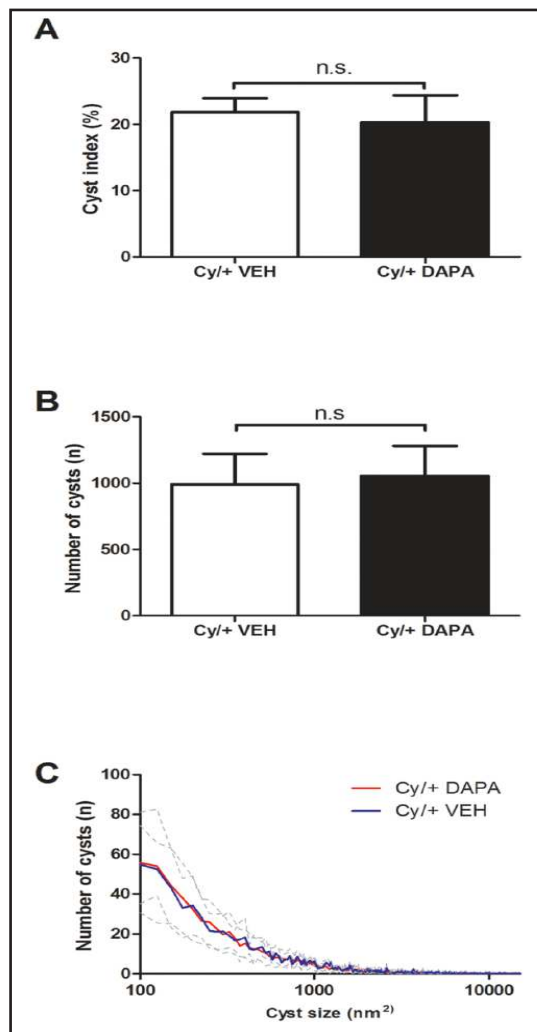 A
30
n.s.
20
Cyst index (%)
10
0
Cy/+ VEH Cy/+ DAPA
B
1500
n.s
1000
Number of cysts (n)
500
0
Cy/+ VEH Cy/+ DAPA
C
100
Cy/+ DAPA
80
Cy/+ VEH
60
Number of cysts (n)
40
20
0
100 1000 10000
Cyst size (nm²)